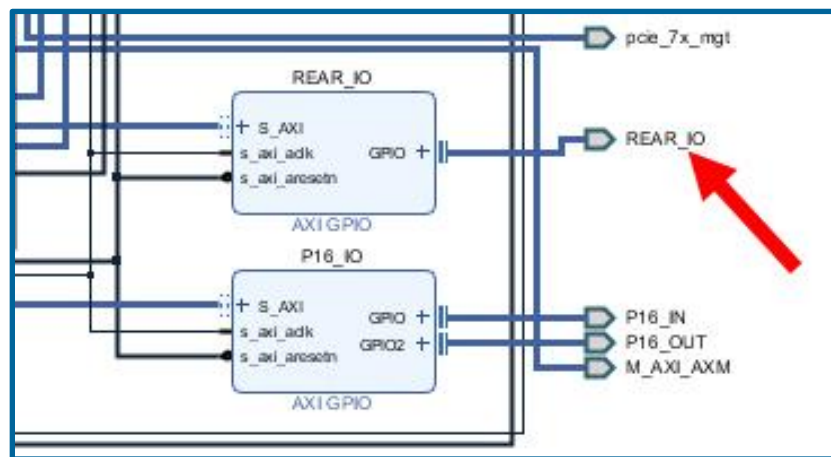 pcie_7x_mgt
REAR_IO
+ S_AXI
s_axi_aclk
s_axi_aresetn
GPIO +
AXI GPIO
REAR_IO
P16_IO
+ S_AXI
s_axi_aclk
s_axi_aresetn
GPIO +
GPIO2 +
AXI GPIO
P16_IN
P16_OUT
M_AXI_AXM